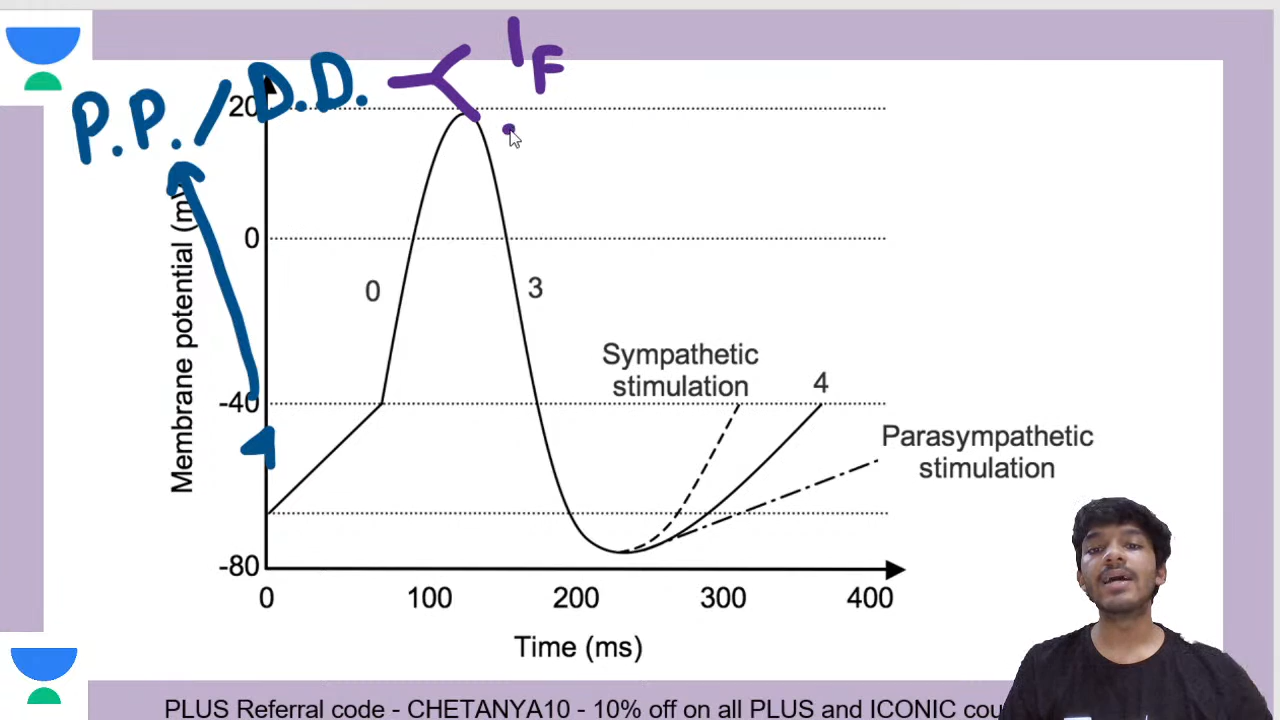 P.P. / D.D.
IF
20
0
-40
-80
Membrane potential (mV
0
3
Sympathetic
stimulation
4
Parasympathetic
stimulation
0 100 200 300 400
Time (ms)
PLUS Referral code - CHETANYA10 - 10% off on all PLUS and ICONIC cou